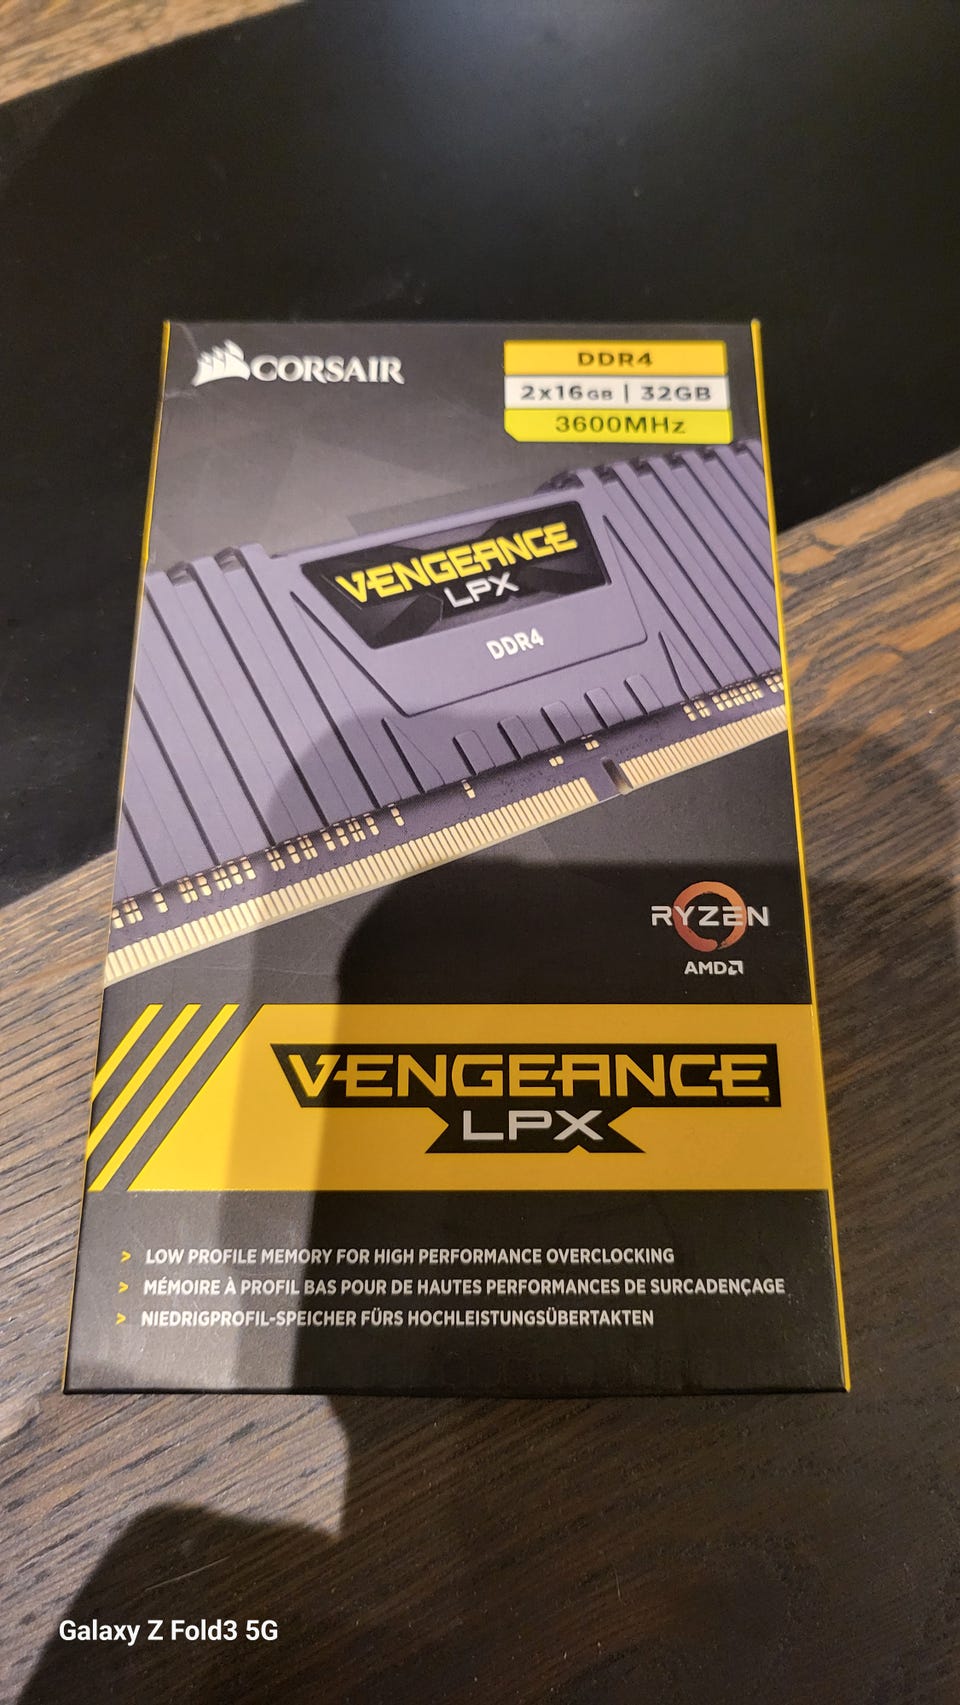 CORSAIR
DDR4
2x16GB | 32GB
3600MHz
VENGEANCE
LPX
DDR4
RYZEN
AMD
VENGEANCE
LPX
> LOW PROFILE MEMORY FOR HIGH PERFORMANCE OVERCLOCKING
> MÉMOIRE À PROFIL BAS POUR DE HAUTES PERFORMANCES DE SURCADENÇAGE
> NIEDRIGPROFIL-SPEICHER FÜRS HOCHLEISTUNGSÜBERTAKTEN
Galaxy Z Fold3 5G